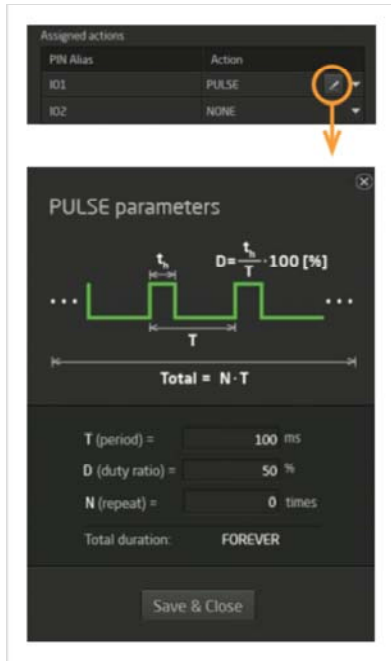 Assigned actions
PIN Alias Action
IO1 PULSE
IO2 NONE
PULSE parameters
th D= th/T ·100 [%]
... ...
T
Total = N·T
T (period) = 100 ms
D (duty ratio) = 50 %
N (repeat) = 0 times
Total duration: FOREVER
Save & Close